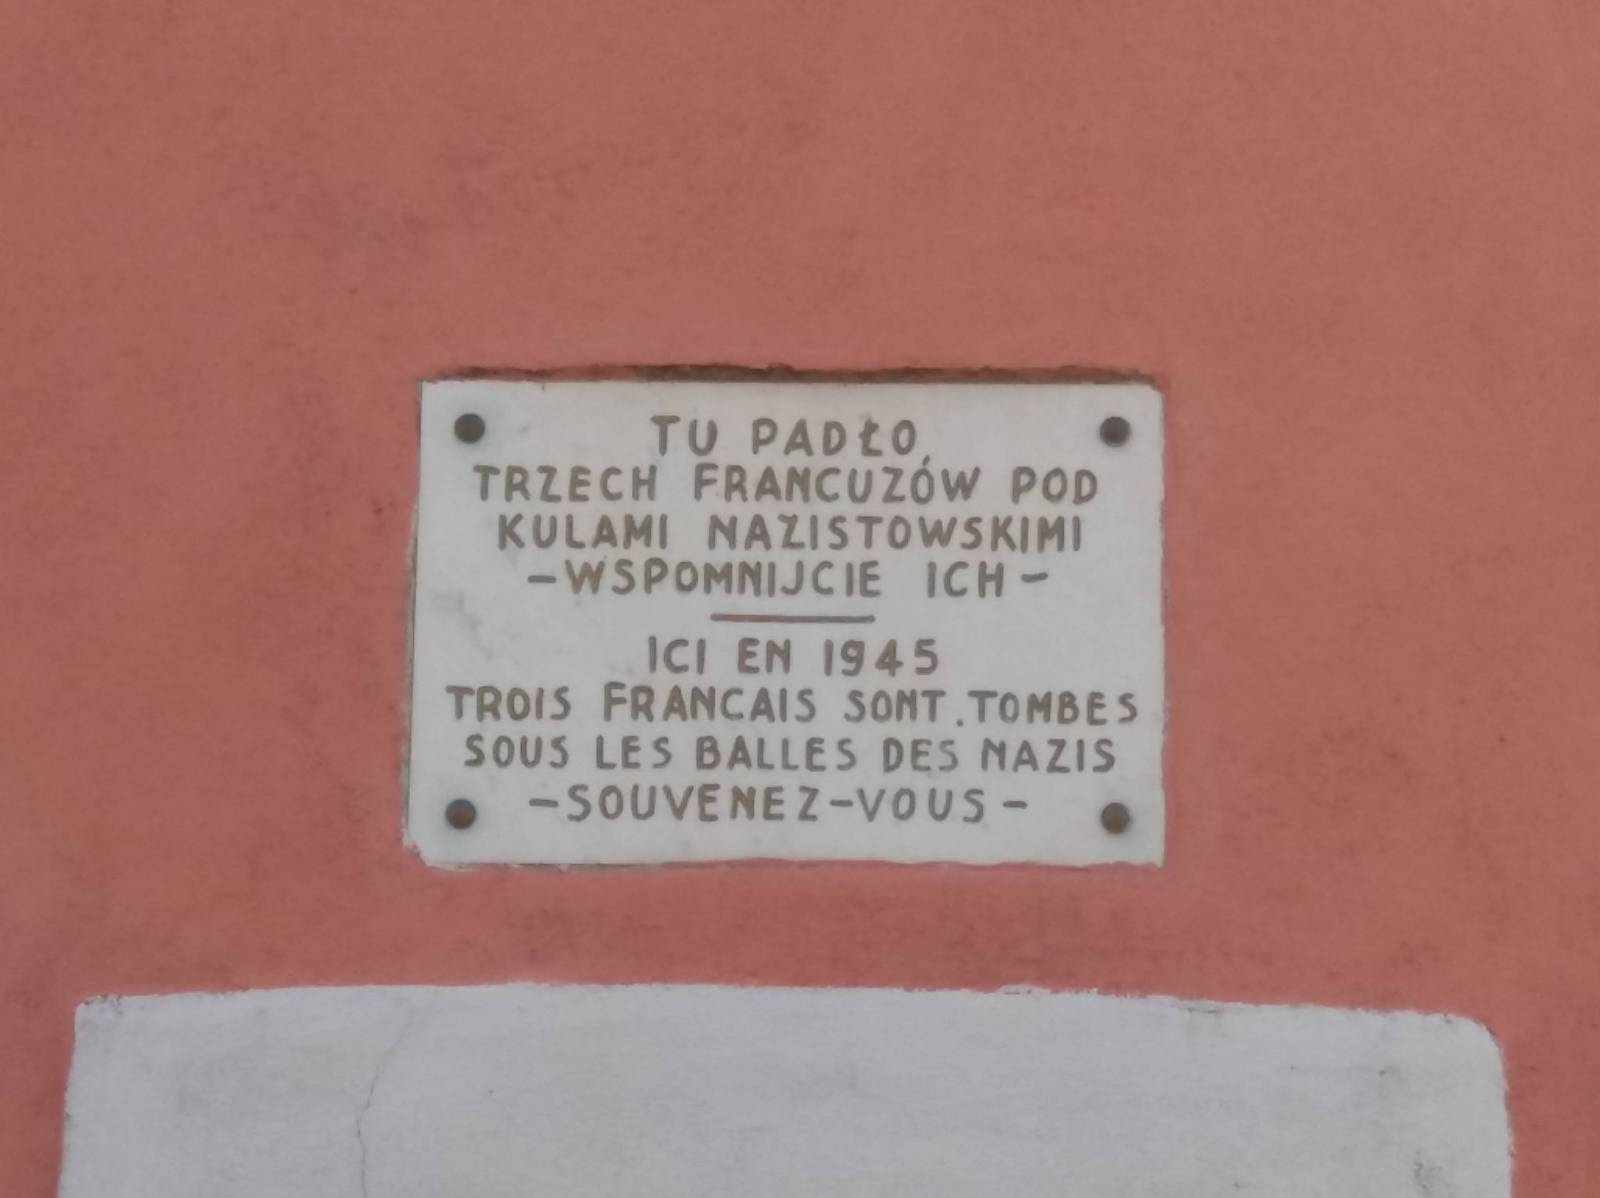 TU PADŁO
TRZECH FRANCUZÓW POD
KULAMI NAZISTOWSKIMI
-WSPOMNIJCIE ICH-
ICI EN 1945
TROIS FRANCAIS SONT.TOMBES
SOUS LES BALLES DES NAZIS
-SOUVENEZ-VOUS-